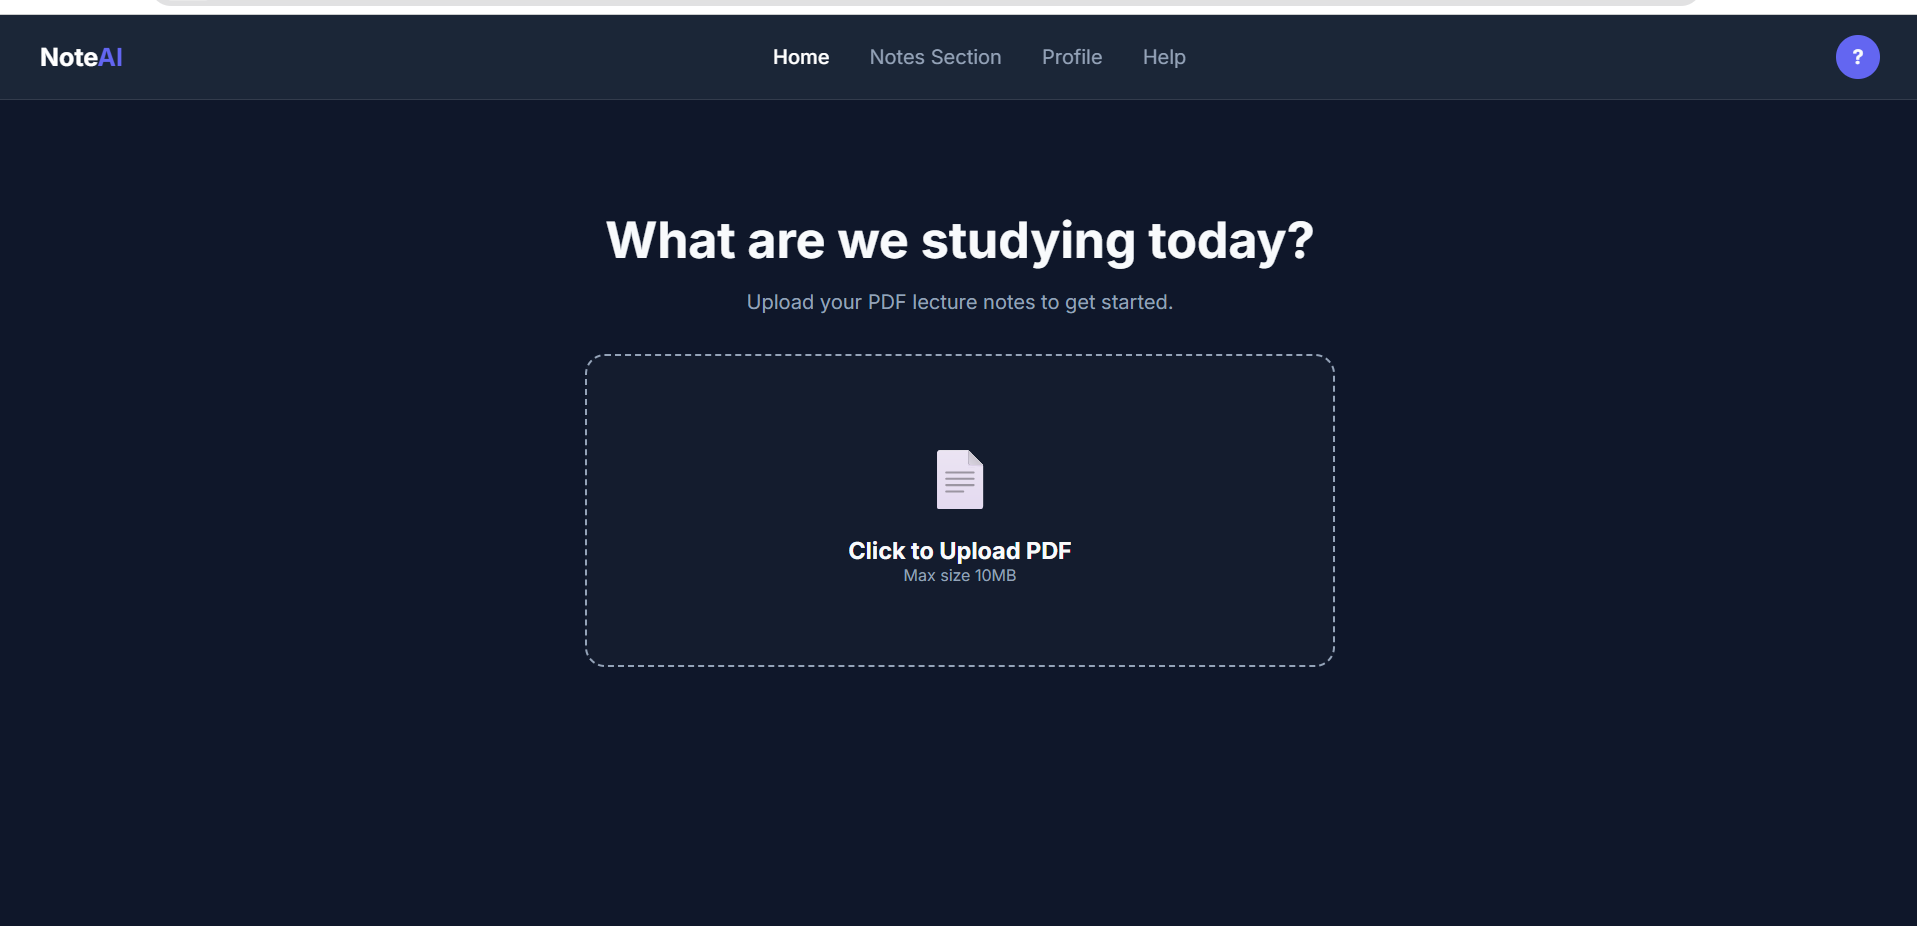 NoteAI
Home Notes Section Profile Help
?
What are we studying today?
Upload your PDF lecture notes to get started.
Click to Upload PDF
Max size 10MB